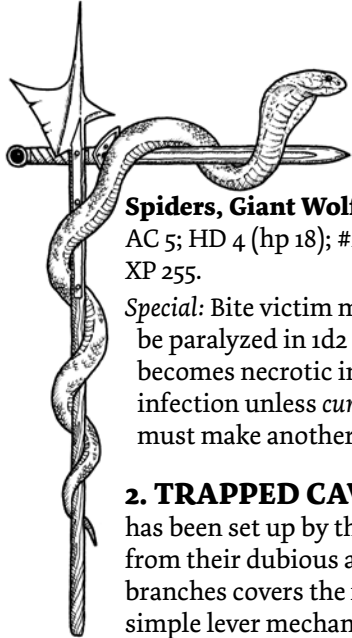 Spiders, Giant Wolf
AC 5; HD 4 (hp 18); #
XP 255.
Special: Bite victim m
be paralyzed in 1d2
becomes necrotic in
infection unless cur
must make another
2. TRAPPED CAV
has been set up by th
from their dubious a
branches covers the
simple lever mechan